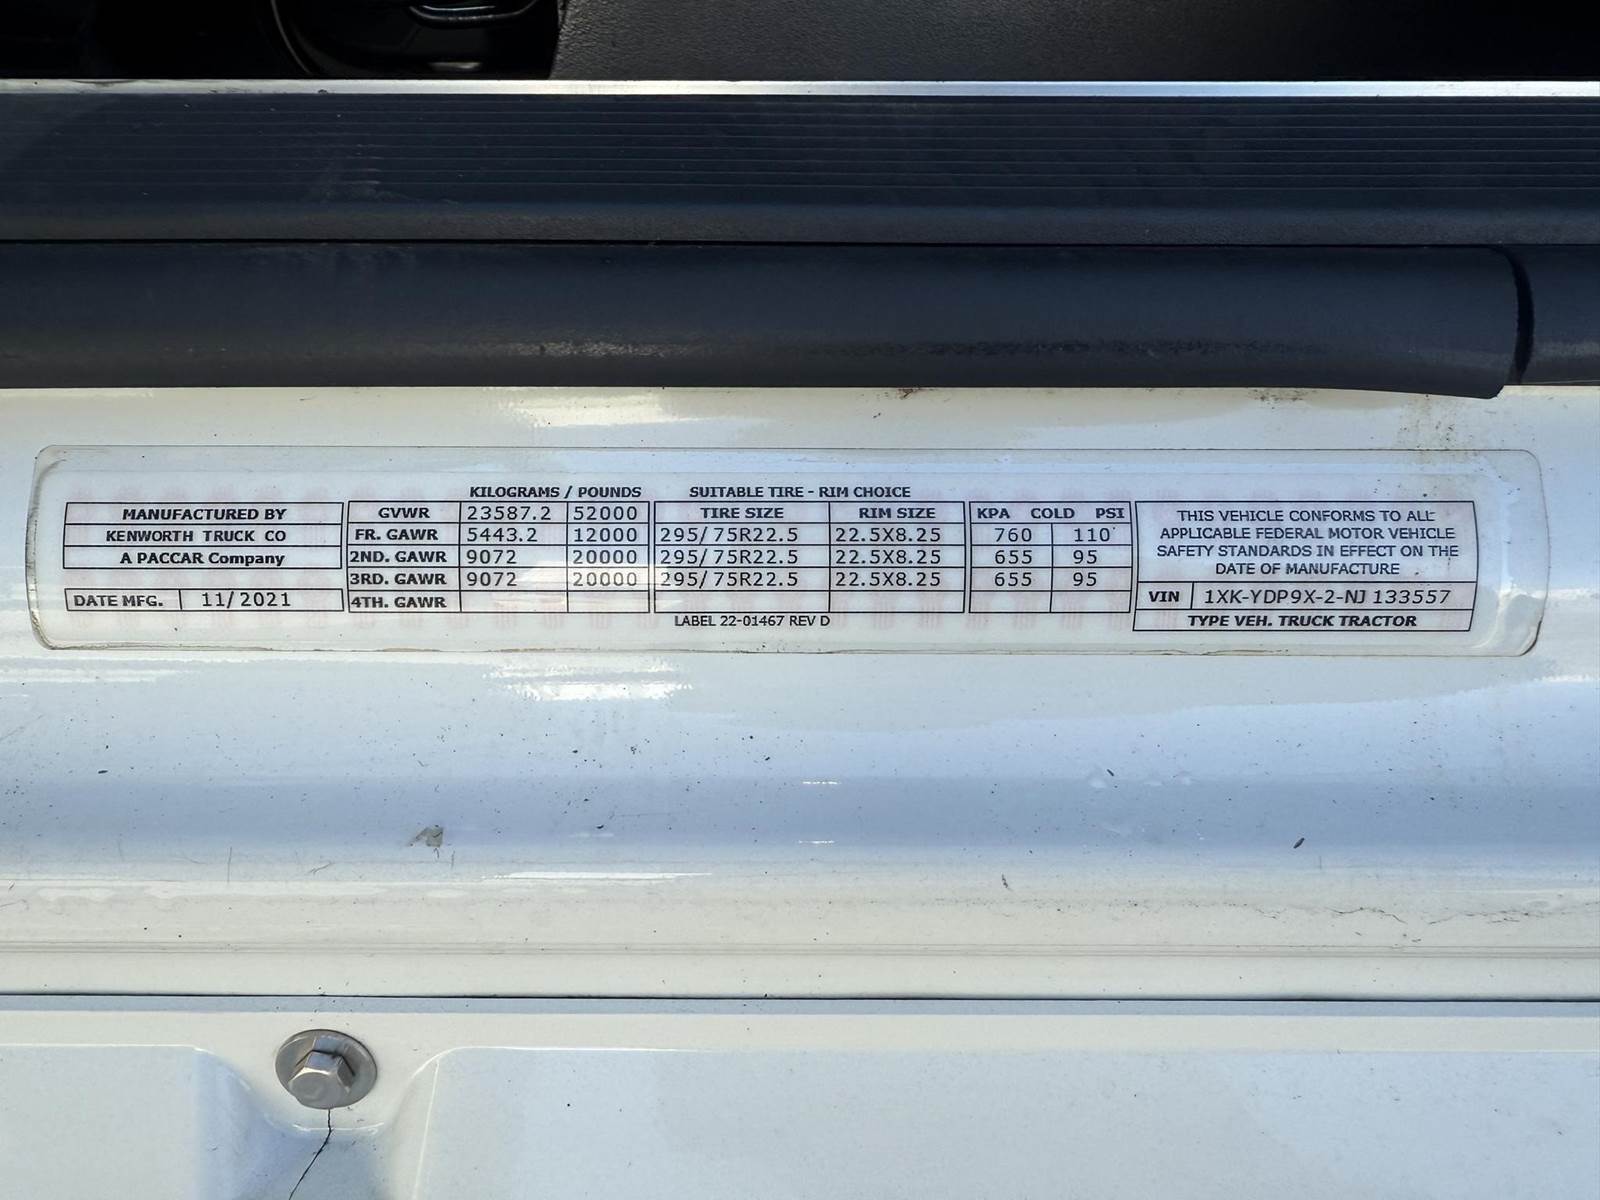 KILOGRAMS / POUNDS SUITABLE TIRE - RIM CHOICE
MANUFACTURED BY
KENWORTH TRUCK CO
A PACCAR Company
DATE MFG. 11/2021
GVWR 23587.2 52000
FR. GAWR 5443.2 12000
2ND. GAWR 9072 20000
3RD. GAWR 9072 20000
4TH. GAWR
TIRE SIZE RIM SIZE
295/75R22.5 22.5X8.25
295/75R22.5 22.5X8.25
295/75R22.5 22.5X8.25
LABEL 22-01467 REV D
KPA COLD PSI
760 110
655 95
655 95
THIS VEHICLE CONFORMS TO ALL
APPLICABLE FEDERAL MOTOR VEHICLE
SAFETY STANDARDS IN EFFECT ON THE
DATE OF MANUFACTURE
VIN 1XK-YDP9X-2-NJ 133557
TYPE VEH. TRUCK TRACTOR